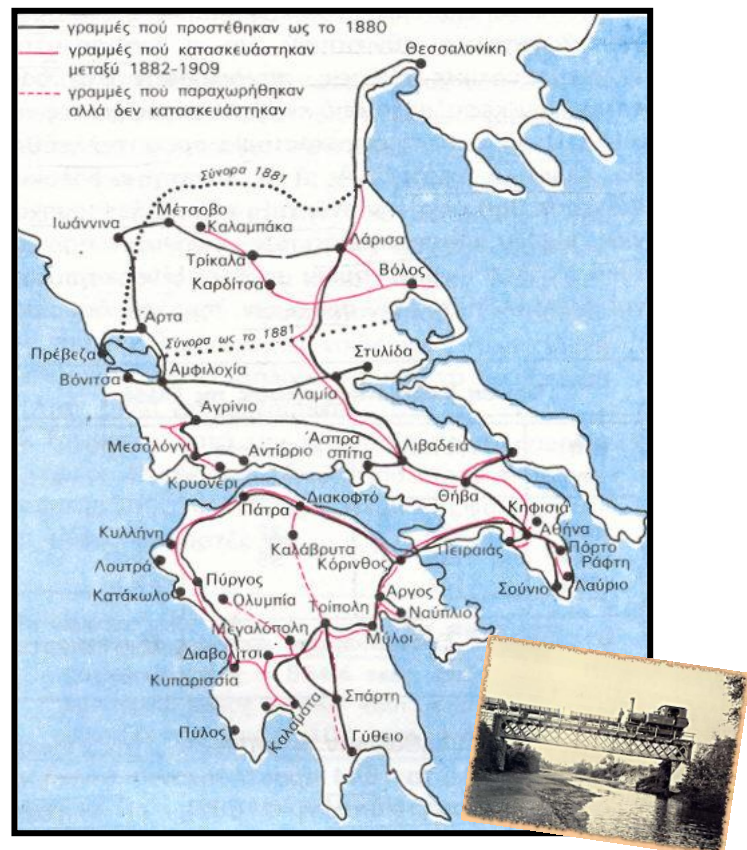 γραμμές πού προστέθηκαν ως το 1880
γραμμές πού κατασκευάστηκαν
μεταξύ 1882-1909
γραμμές πού παραχωρήθηκαν
αλλά δεν κατασκευάστηκαν
Θεσσαλονίκη
Σύνορα 1881
Μέτσοβο
Ιωάννινα
Καλαμπάκα
Λάρισα
Τρίκαλα
Βόλος
Καρδίτσα
Άρτα
Σύνορα ως το 1881
Πρέβεζα
Στυλίδα
Αμφιλοχία
Βόνιτσα
Λαμία
Αγρίνιο
Άσπρα
σπίτια
Λιβαδειά
Μεσολόγγι
Αντίρριο
Κρυονέρι
Θήβα
Πάτρα
Διακοφτό
Κηφισιά
Αθήνα
Κυλλήνη
Καλάβρυτα
Πειραιάς
Πόρτο
Ράφτη
Λουτρά
Κόρινθος
Πύργος
Κατάκωλο
Ολυμπία
Άργος
Σούνιο
Λαύριο
Τρίπολη
Ναύπλιο
Μεγαλόπολη
Μύλοι
Διαβολίτσι
Κυπαρισσία
Σπάρτη
Καλαμάτα
Πύλος
Γύθειο